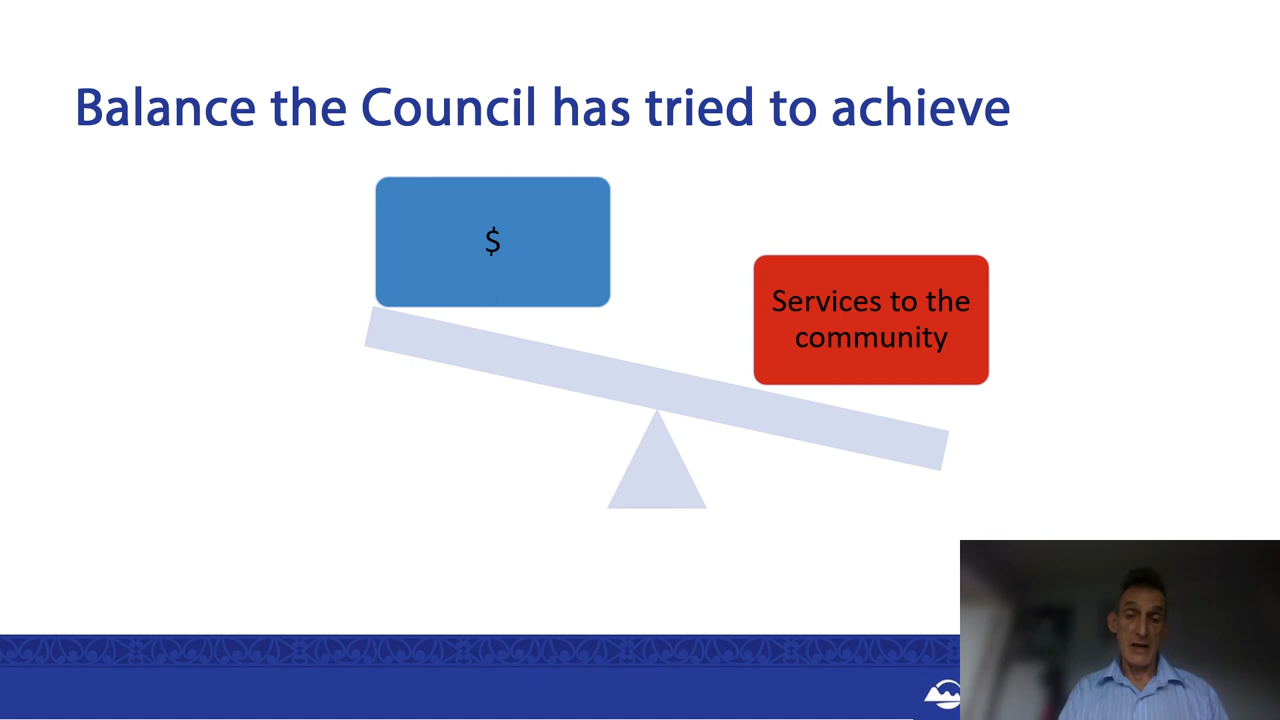 Balance the Council has tried to achieve
$
Services to the
community